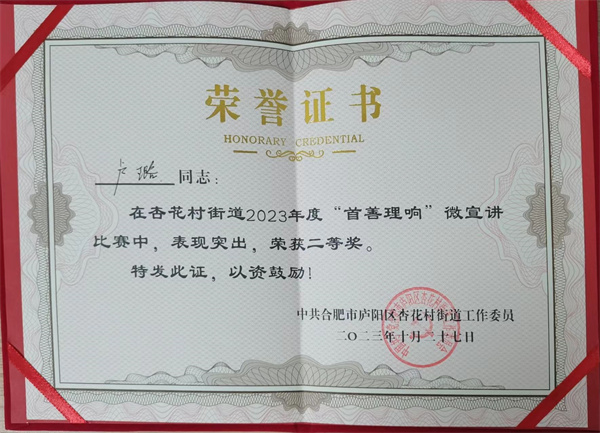 荣誉证书
HONORARY CREDENTIAL
卢璐 同志:
在杏花村街道2023年度“首善理响”微宣讲
比赛中,表现突出,荣获二等奖。
特发此证,以资鼓励!
中共合肥市庐阳区杏花村街道工作委员
二〇二三年十月二十七日